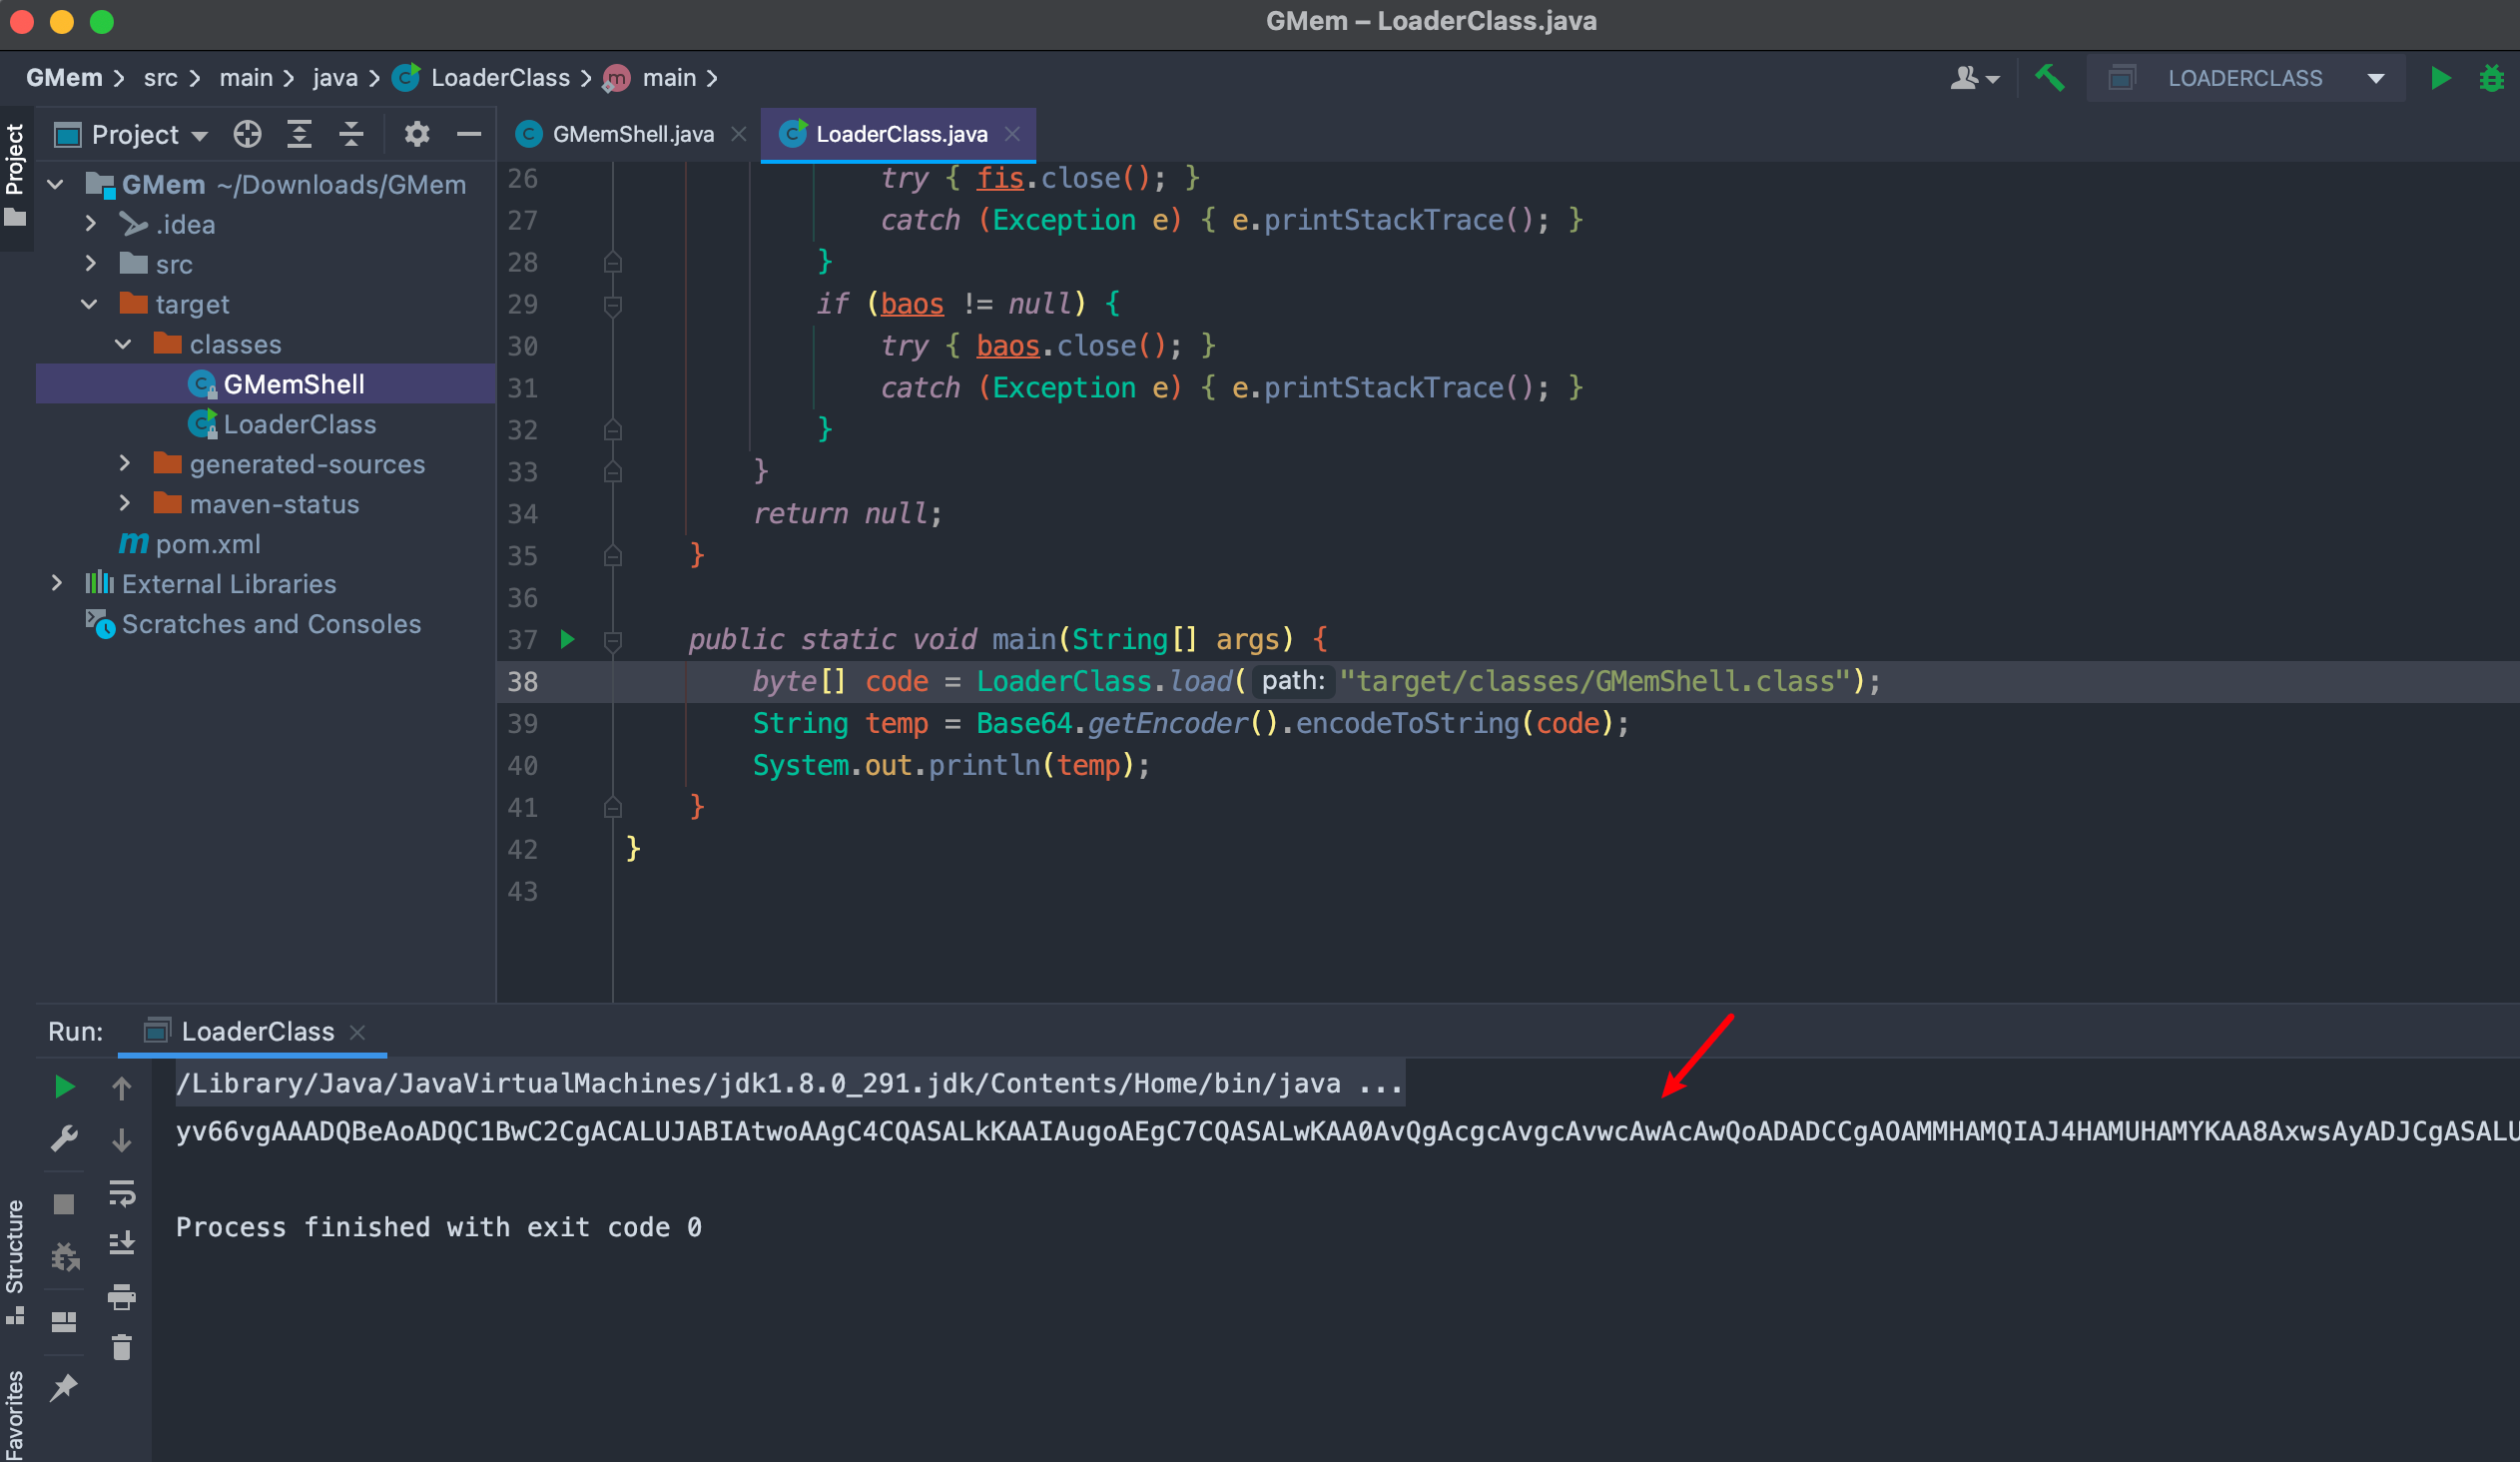 GMem – LoaderClass.java
GMem
src
main
java
LoaderClass
main
LOADERCLASS
Project
Project
GMemShell.java
LoaderClass.java
GMem ~/Downloads/GMem
.idea
src
target
classes
GMemShell
LoaderClass
generated-sources
maven-status
pom.xml
External Libraries
Scratches and Consoles
26 try { fis.close(); }
27 catch (Exception e) { e.printStackTrace(); }
28 }
29 if (baos != null) {
30 try { baos.close(); }
31 catch (Exception e) { e.printStackTrace(); }
32 }
33 }
34 return null;
35 }
36
37 public static void main(String[] args) {
38 byte[] code = LoaderClass.load( path: "target/classes/GMemShell.class");
39 String temp = Base64.getEncoder().encodeToString(code);
40 System.out.println(temp);
41 }
42 }
43
Run:
LoaderClass
/Library/Java/JavaVirtualMachines/jdk1.8.0_291.jdk/Contents/Home/bin/java ...
yv66vgAAADQBeAoADQC1BwC2CgACALUJABIAtwoAAgC4CQASALkKAAIAugoAEgC7CQASALwKAA0AvQgAcgcAvgcAvwcAwAcAwQoADADCCgAOAMMHAMQIAJ4HAMUHAMYKAA8AxwsAyADJCgASALU
Process finished with exit code 0
Structure
Favorites